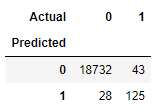 Actual 0 1
Predicted
0 18732 43
1 28 125